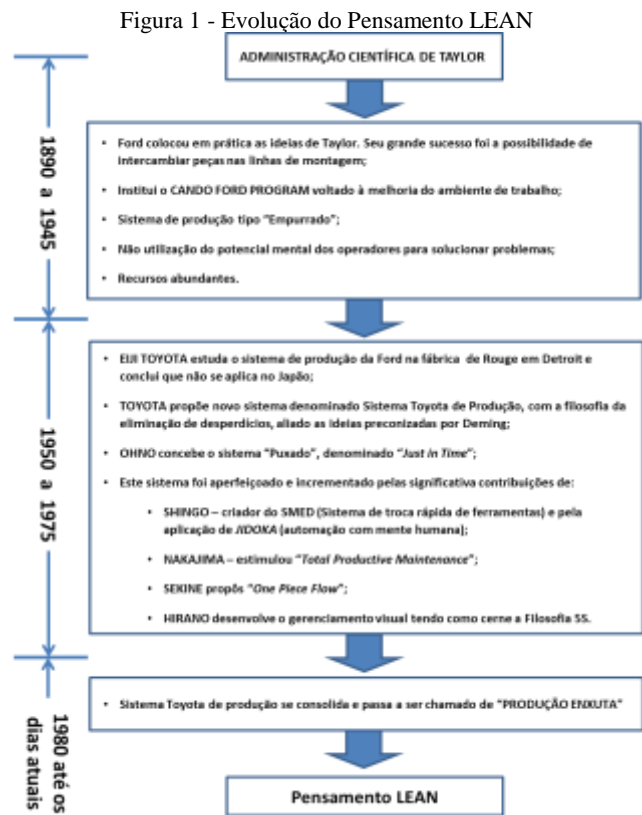 Figura 1 - Evolução do Pensamento LEAN
ADMINISTRAÇÃO CIENTÍFICA DE TAYLOR
1890 a
1945
• Ford colocou em prática as ideias de Taylor. Seu grande sucesso foi a possibilidade de
intercambiar peças nas linhas de montagem;
• Institui o CANDO FORD PROGRAM voltado à melhoria do ambiente de trabalho;
• Sistema de produção tipo "Empurrado";
• Não utilização do potencial mental dos operadores para solucionar problemas;
• Recursos abundantes.
1950 a
1975
• EIJI TOYOTA estuda o sistema de produção da Ford na fábrica de Rouge em Detroit e
conclui que não se aplica no Japão;
• TOYOTA propõe novo sistema denominado Sistema Toyota de Produção, com a filosofia da
eliminação de desperdícios, aliado as ideias preconizadas por Deming;
• OHNO concebe o sistema "Puxado", denominado "Just in Time";
• Este sistema foi aperfeiçoado e incrementado pelas significativa contribuições de:
• SHINGO – criador do SMED (Sistema de troca rápida de ferramentas) e pela
aplicação de JIDOKA (automação com mente humana);
• NAKAJIMA – estimulou "Total Productive Maintenance";
• SEKINE propôs "One Piece Flow";
• HIRANO desenvolve o gerenciamento visual tendo como cerne a Filosofia 5S.
1980 até os
dias atuais
• Sistema Toyota de produção se consolida e passa a ser chamado de "PRODUÇÃO ENXUTA"
Pensamento LEAN